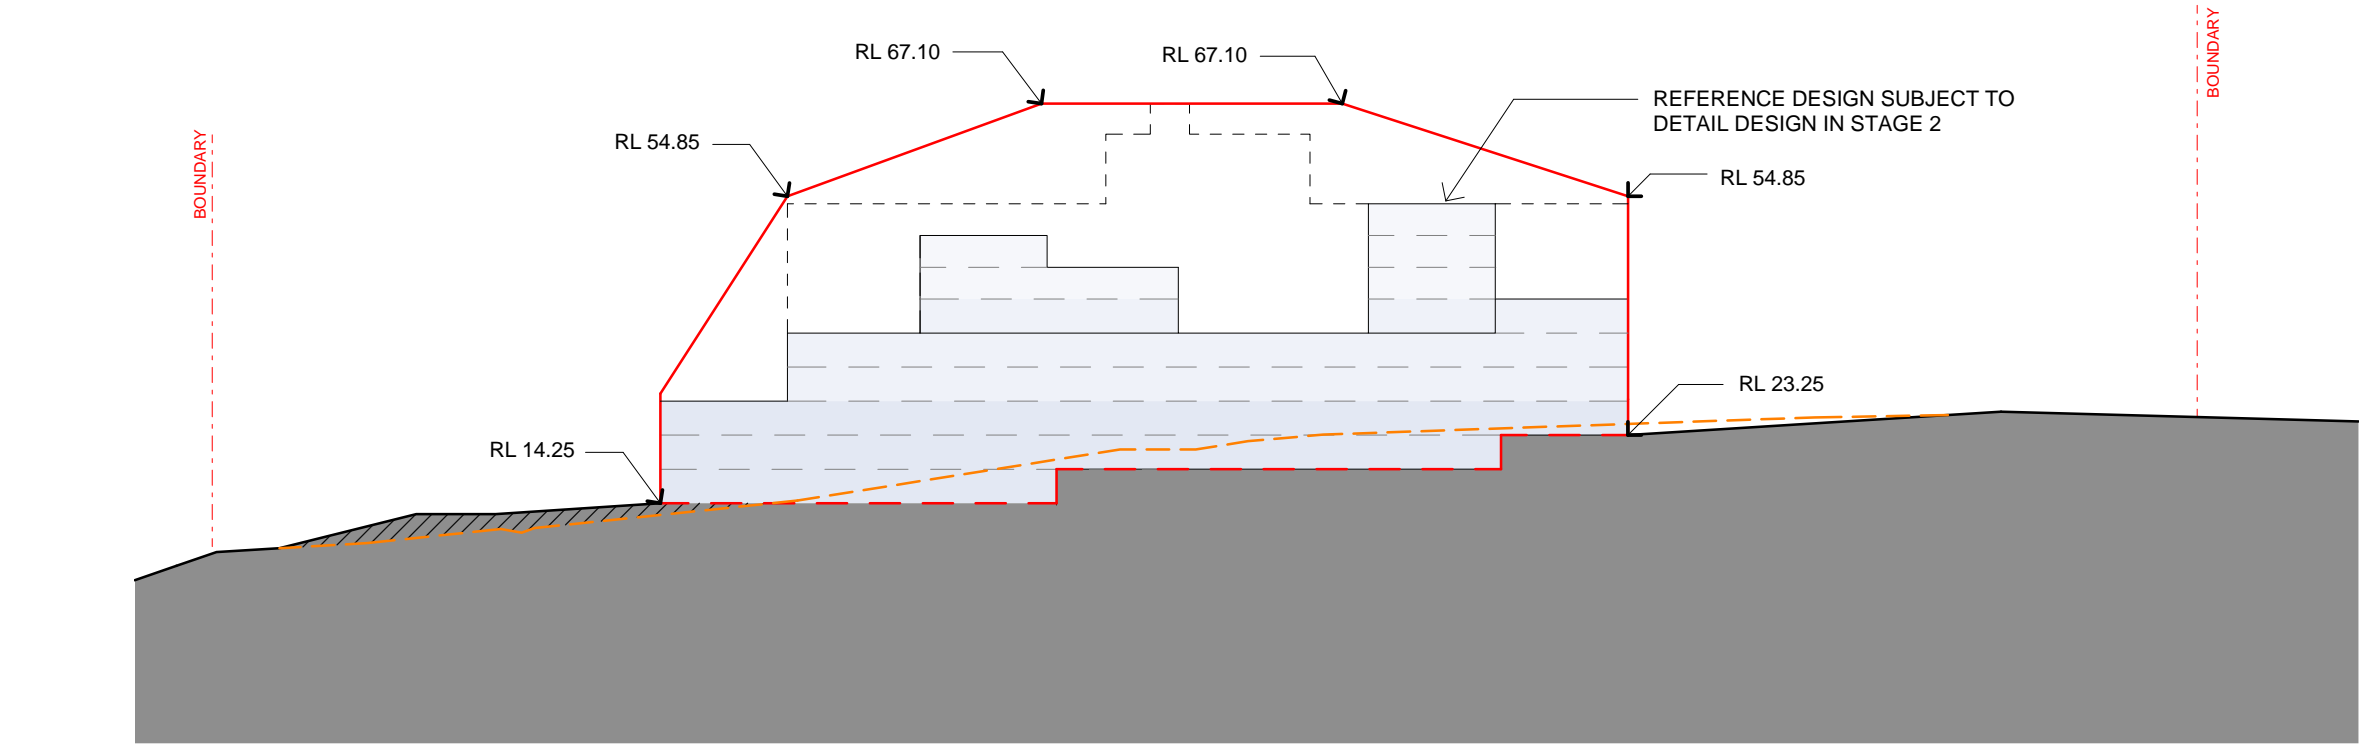 BOUNDARY
RL 67.10
RL 67.10
REFERENCE DESIGN SUBJECT TO
DETAIL DESIGN IN STAGE 2
RL 54.85
BOUNDARY
RL 54.85
RL 23.25
RL 14.25